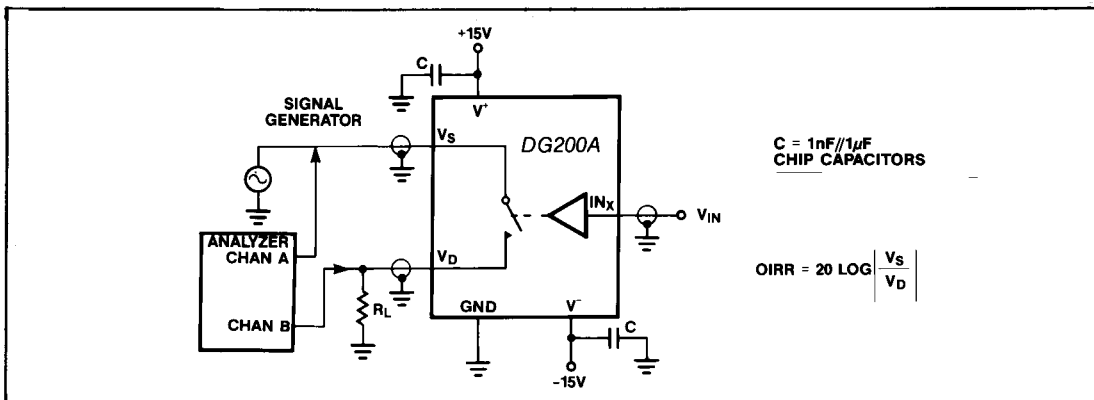 +15V
C
SIGNAL
GENERATOR
V⁺
VS
DG200A
C = 1nF//1μF
CHIP CAPACITORS
INX
VIN
ANALYZER
CHAN A
VD
OIRR = 20 LOG |VS/VD|
RL
GND
V⁻
CHAN B
C
-15V